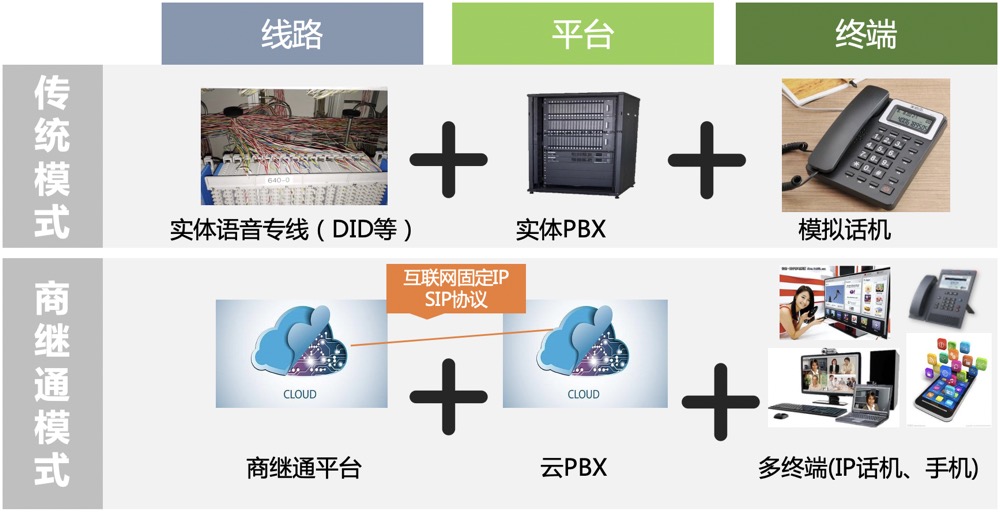 线路
平台
终端
传统模式
640-0
实体语音专线（DID等）
实体PBX
模拟话机
商继通模式
互联网固定IP
SIP协议
CLOUD
CLOUD
商继通平台
云PBX
多终端(IP话机、手机)